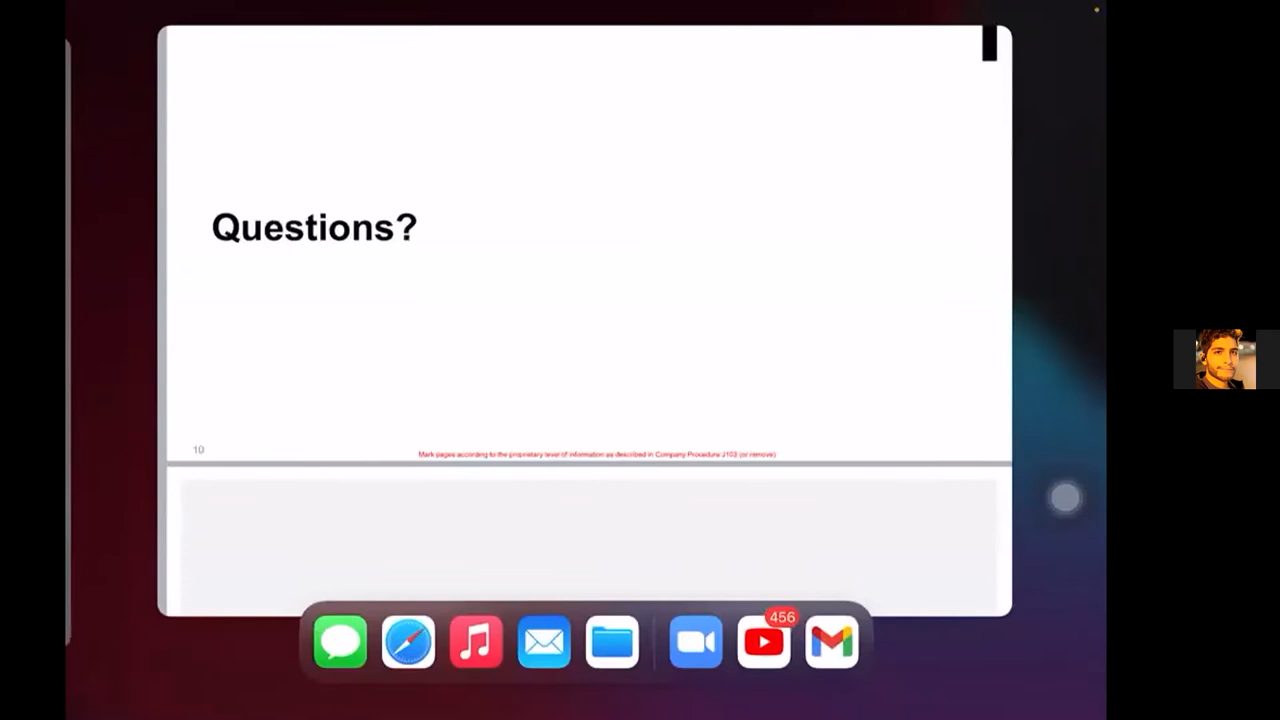 Questions?
10
Mark pages according to the proprietary level of information as described in Company Procedure J103 (or remove)
456